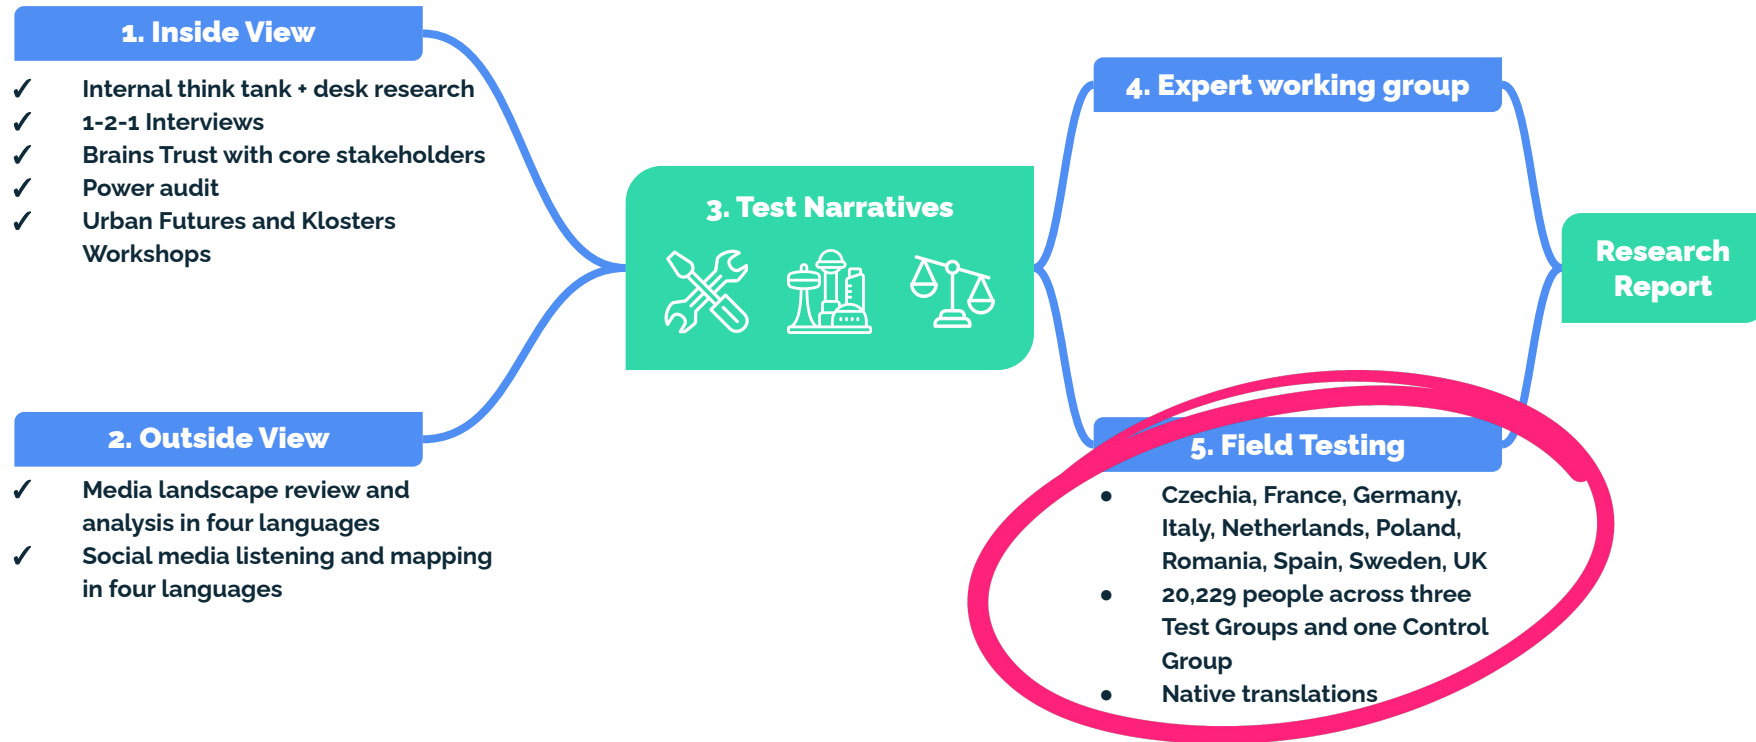 1. Inside View
✓ Internal think tank + desk research
✓ 1-2-1 Interviews
✓ Brains Trust with core stakeholders
✓ Power audit
✓ Urban Futures and Klosters
Workshops
2. Outside View
✓ Media landscape review and
analysis in four languages
✓ Social media listening and mapping
in four languages
3. Test Narratives
4. Expert working group
5. Field Testing
● Czechia, France, Germany,
Italy, Netherlands, Poland,
Romania, Spain, Sweden, UK
● 20,229 people across three
Test Groups and one Control
Group
● Native translations
Research
Report